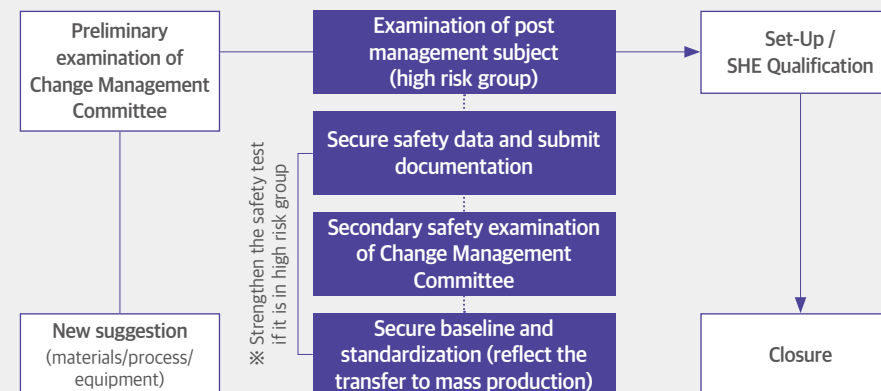 Preliminary
examination of
Change Management
Committee
Examination of post
management subject
(high risk group)
Set-Up /
SHE Qualification
Secure safety data and submit
documentation
※ Strengthen the safety test
if it is in high risk group
Secondary safety examination
of Change Management
Committee
New suggestion
(materials/process/
equipment)
Secure baseline and
standardization (reflect the
transfer to mass production)
Closure